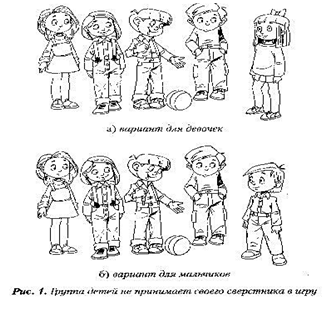 а) вариант для девочек
б) вариант для мальчиков
Рис. 1. Группа детей не принимает своего сверстника в игру